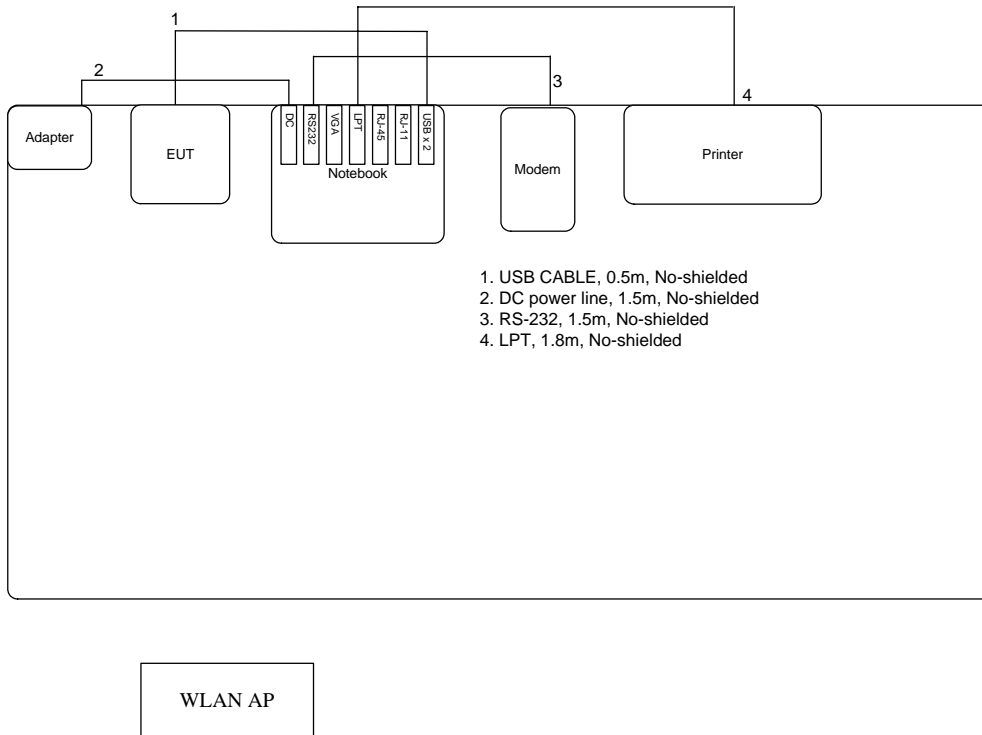 1
2
3
4
Adapter
EUT
DC
RS232
VGA
LPT
RJ-45
RJ-11
USB x 2
Notebook
Modem
Printer
1. USB CABLE, 0.5m, No-shielded
2. DC power line, 1.5m, No-shielded
3. RS-232, 1.5m, No-shielded
4. LPT, 1.8m, No-shielded
WLAN AP